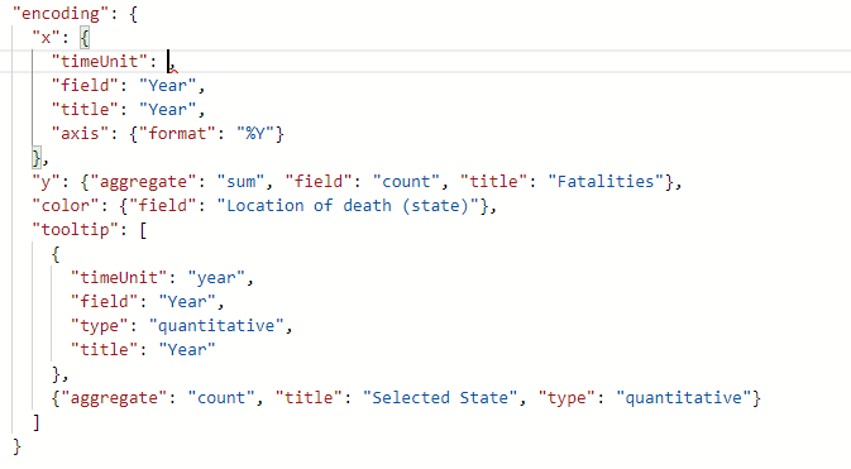 "encoding": {
"x": {
"timeUnit": ,
"field": "Year",
"title": "Year",
"axis": {"format": "%Y"}
},
"y": {"aggregate": "sum", "field": "count", "title": "Fatalities"},
"color": {"field": "Location of death (state)"},
"tooltip": [
{
"timeUnit": "year",
"field": "Year",
"type": "quantitative",
"title": "Year"
},
{"aggregate": "count", "title": "Selected State", "type": "quantitative"}
]
}